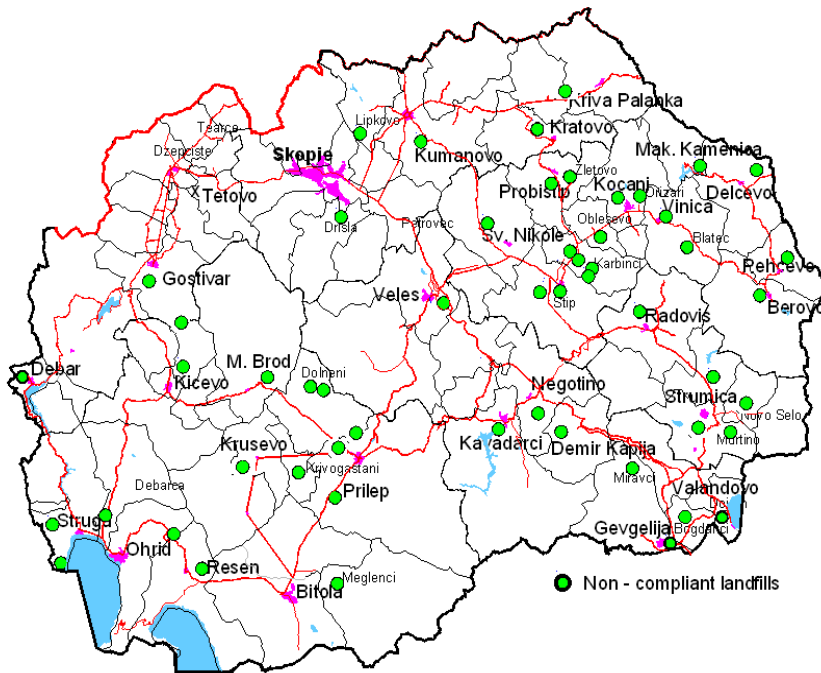 Kriva Palanka
Lipkovo
Kratovo
Tearce
Kumanovo
Dzepciste
Skopje
Mak. Kamenica
Zletovo
Tetovo
Probistip
Kocani
Orizari
Delcevo
Vinica
Drisla
Petrovec
Oblesevo
Sv. Nikole
Blatec
Karbinci
Pehcevo
Gostivar
Veles
Stip
Berovo
Radovis
Debar
M. Brod
Dolneni
Kicevo
Negotino
Strumica
Novo Selo
Krusevo
Kavadarci
Demir Kapija
Murtino
Krivogastani
Miravci
Debarca
Prilep
Valandovo
Struga
Gevgelija
Bogdanci
Ohrid
Resen
Meglenci
Bitola
Non - compliant landfills